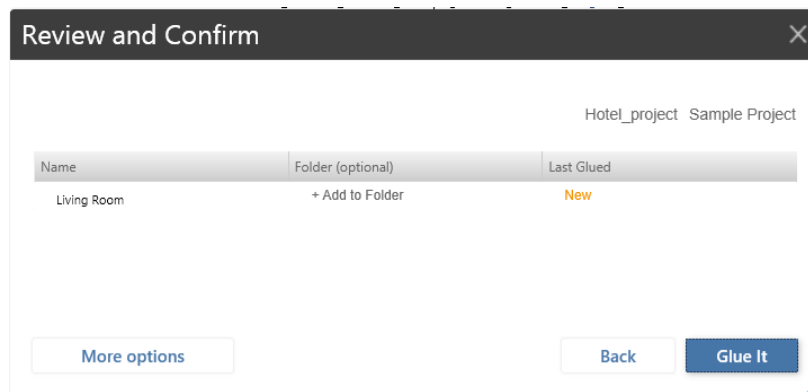 Review and Confirm
Hotel_project Sample Project
Name Folder (optional) Last Glued
Living Room + Add to Folder New
More options Back Glue It